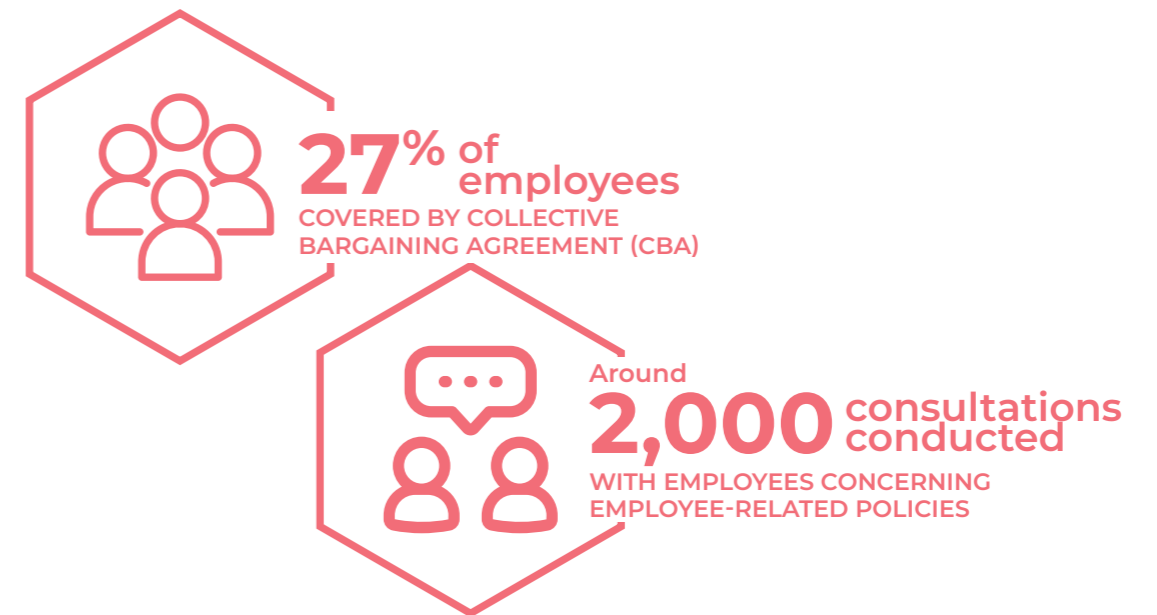 27% of
employees
COVERED BY COLLECTIVE
BARGAINING AGREEMENT (CBA)
Around
2,000 consultations
conducted
WITH EMPLOYEES CONCERNING
EMPLOYEE-RELATED POLICIES